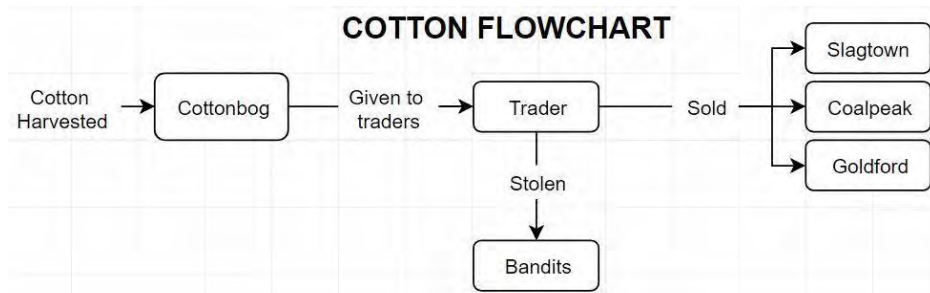 COTTON FLOWCHART
Cotton
Harvested
Cottonbog
Given to
traders
Trader
Sold
Slagtown
Coalpeak
Goldford
Stolen
Bandits